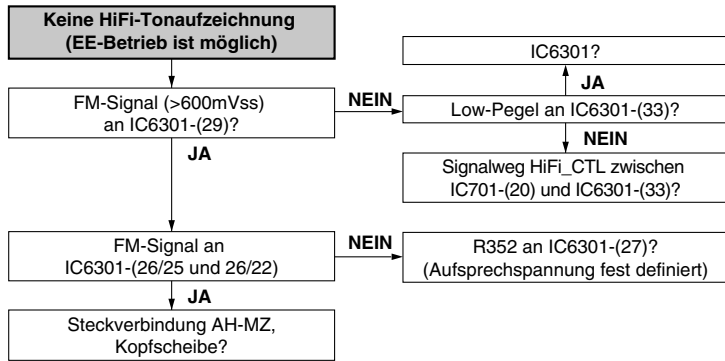 Keine HiFi-Tonaufzeichnung
(EE-Betrieb ist möglich)
IC6301?
JA
FM-Signal (>600mVss)
an IC6301-(29)?
NEIN
Low-Pegel an IC6301-(33)?
NEIN
JA
Signalweg HiFi_CTL zwischen
IC701-(20) und IC6301-(33)?
FM-Signal an
IC6301-(26/25 und 26/22)
NEIN
R352 an IC6301-(27)?
(Aufsprechspannung fest definiert)
JA
Steckverbindung AH-MZ,
Kopfscheibe?